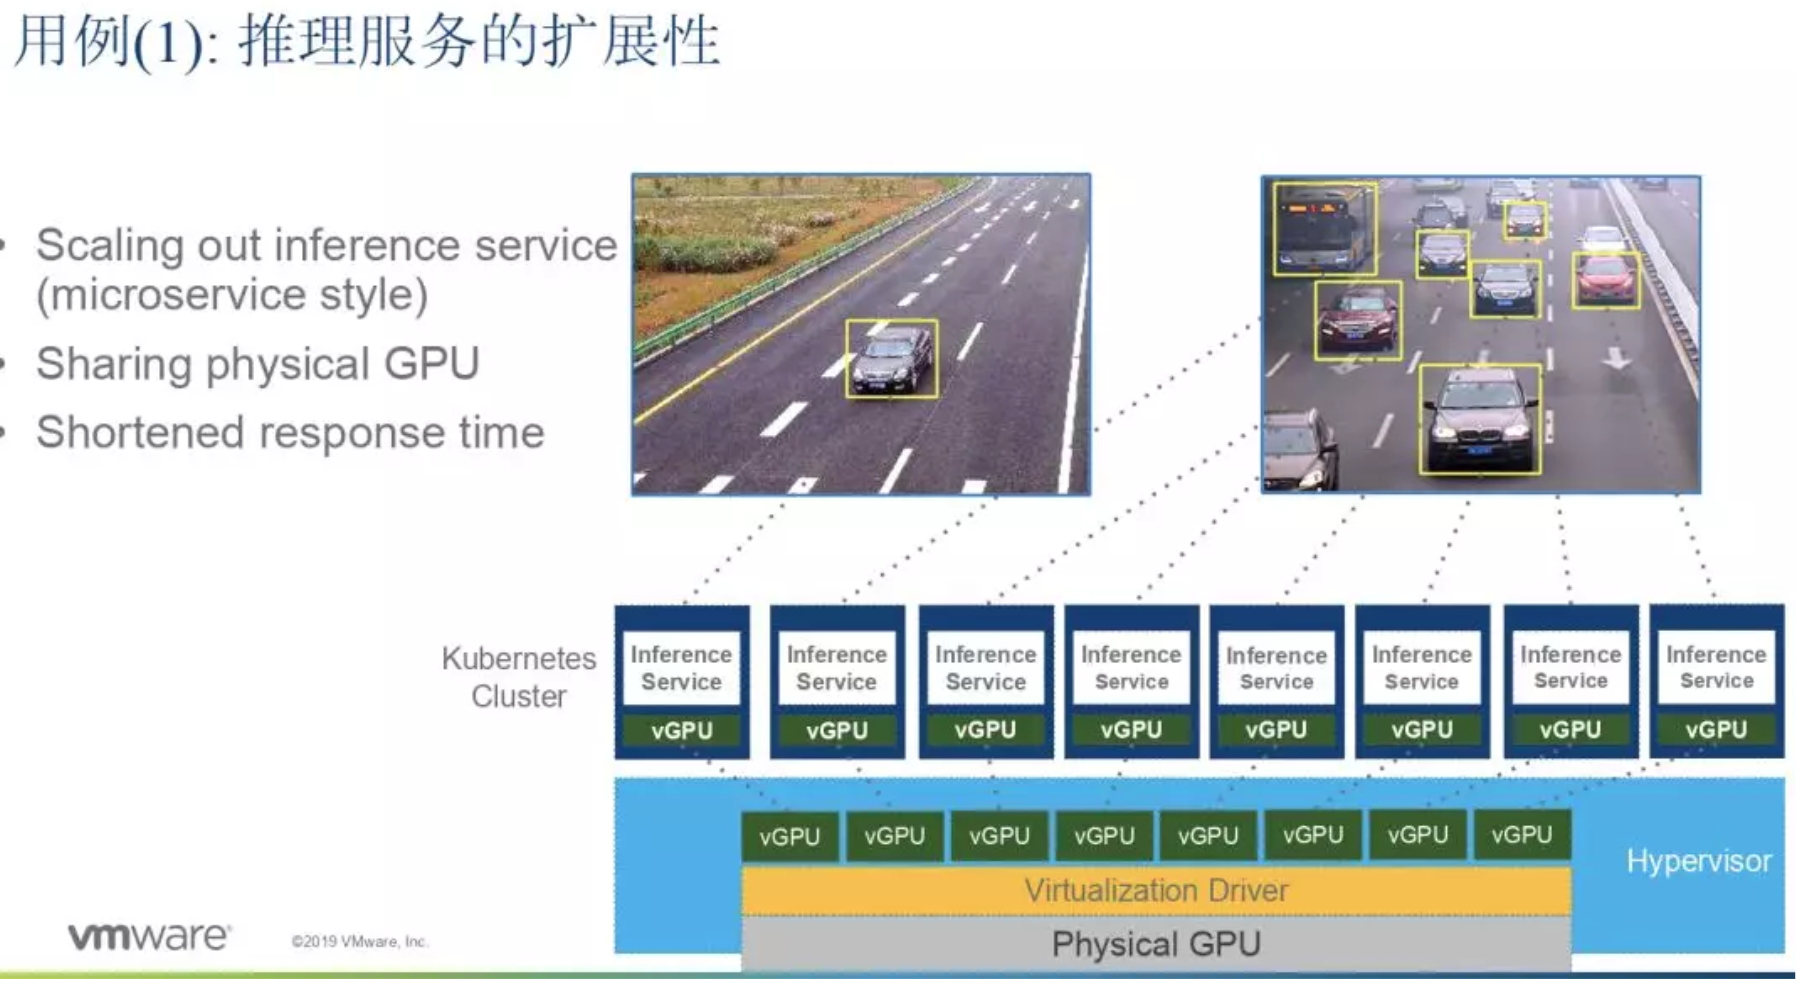 用例(1): 推理服务的扩展性
• Scaling out inference service
(microservice style)
• Sharing physical GPU
• Shortened response time
Kubernetes
Cluster
Inference Service
vGPU
Inference Service
vGPU
Inference Service
vGPU
Inference Service
vGPU
Inference Service
vGPU
Inference Service
vGPU
Inference Service
vGPU
Inference Service
vGPU
vGPU vGPU vGPU vGPU vGPU vGPU vGPU vGPU
Hypervisor
Virtualization Driver
Physical GPU
vmware®
©2019 VMware, Inc.